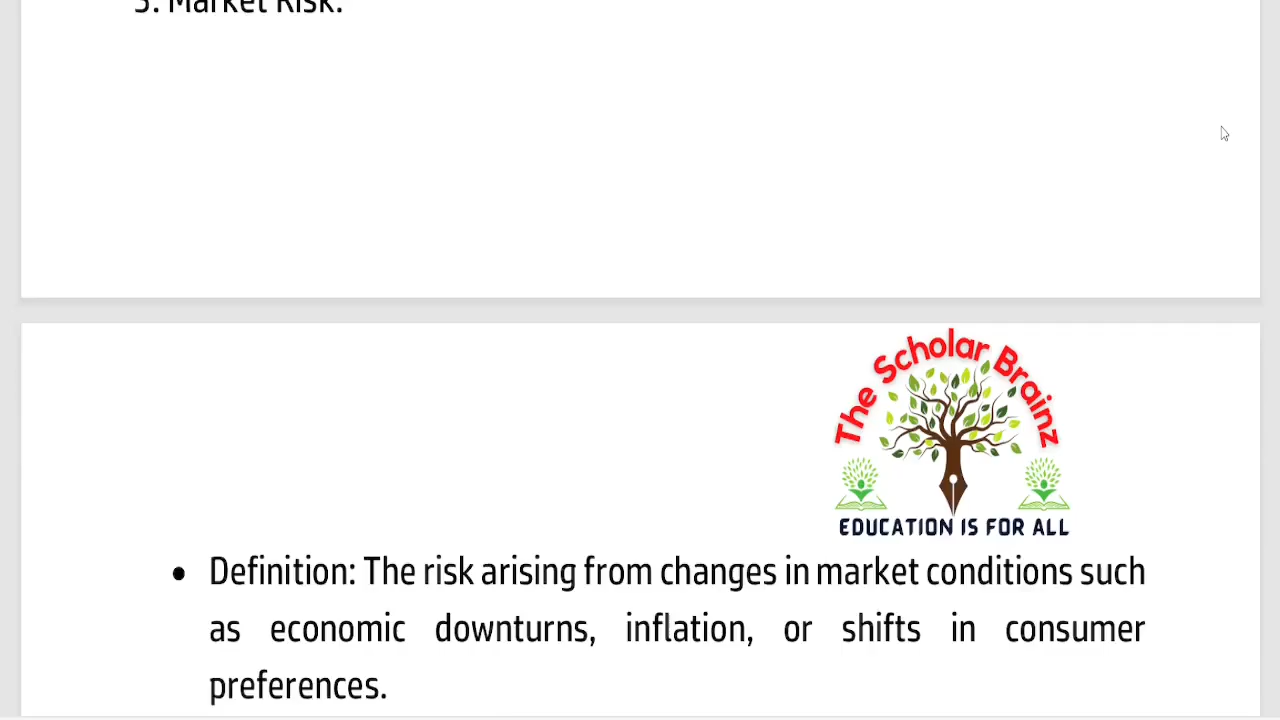 3. Market Risk:
The Scholar Brainz
EDUCATION IS FOR ALL
• Definition: The risk arising from changes in market conditions such
as economic downturns, inflation, or shifts in consumer
preferences.